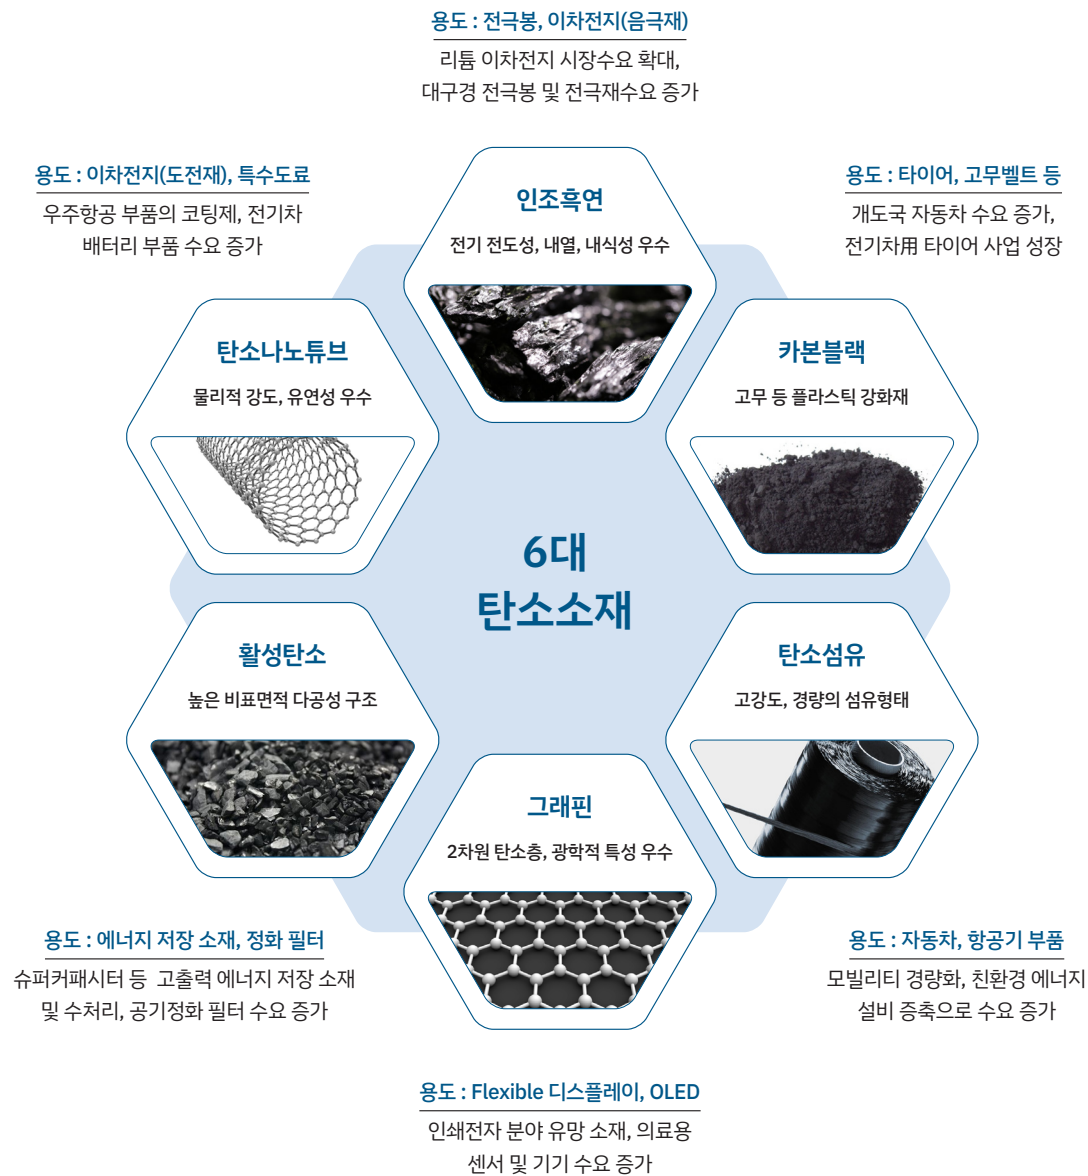 용도 : 전극봉, 이차전지(음극재)
리튬 이차전지 시장수요 확대,
대구경 전극봉 및 전극재수요 증가
용도 : 이차전지(도전재), 특수도료
우주항공 부품의 코팅제, 전기차
배터리 부품 수요 증가
인조흑연
전기 전도성, 내열, 내식성 우수
용도 : 타이어, 고무벨트 등
개도국 자동차 수요 증가,
전기차用 타이어 사업 성장
탄소나노튜브
물리적 강도, 유연성 우수
카본블랙
고무 등 플라스틱 강화재
6대
탄소소재
활성탄소
높은 비표면적 다공성 구조
탄소섬유
고강도, 경량의 섬유형태
그래핀
2차원 탄소층, 광학적 특성 우수
용도 : 에너지 저장 소재, 정화 필터
슈퍼커패시터 등 고출력 에너지 저장 소재
및 수처리, 공기정화 필터 수요 증가
용도 : 자동차, 항공기 부품
모빌리티 경량화, 친환경 에너지
설비 증축으로 수요 증가
용도 : Flexible 디스플레이, OLED
인쇄전자 분야 유망 소재, 의료용
센서 및 기기 수요 증가